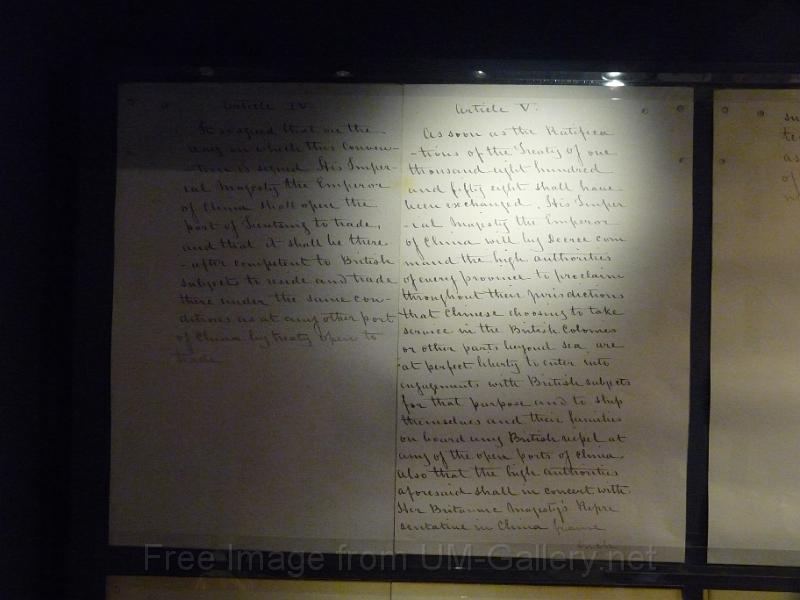 Article IV.
It is agreed that on the
day on which this Conven-
-tion is signed His Imper-
ial Majesty the Emperor
of China shall open the
port of Tientsing to trade,
and that it shall be there
-after competent to British
subjects to reside and trade
there under the same con-
ditions as at any other port
of China by treaty open to
trade
Article V.
As soon as the Ratifica
-tions of the Treaty of one
thousand eight hundred
and fifty eight shall have
been exchanged, His Imper
-ial Majesty the Emperor
of China will by Decree com
mand the high authorities
of every province to proclaim
throughout their jurisdictions
that Chinese choosing to take
service in the British Colonies
or other parts beyond sea are
at perfect liberty to enter into
engagements with British subjects
for that purpose and to ship
themselves and their families
on board any British vessel at
any of the open ports of China
also that the high authorities
aforesaid shall in concert with
Her Britannic Majesty's Repre
sentative in China frame
such
su
te
as
of
Free Image from UM-Gallery.net